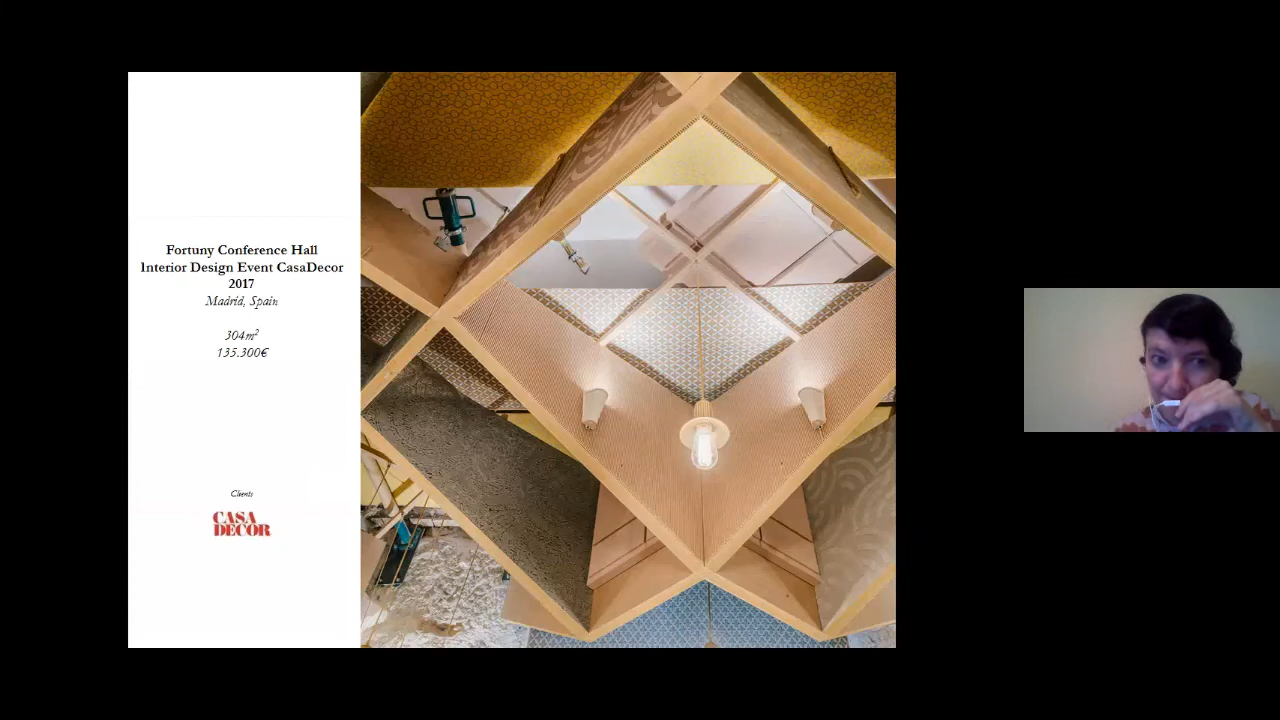 Fortuny Conference Hall
Interior Design Event CasaDecor
2017
Madrid, Spain
304m²
135.300€
Clients
CASA
DECOR